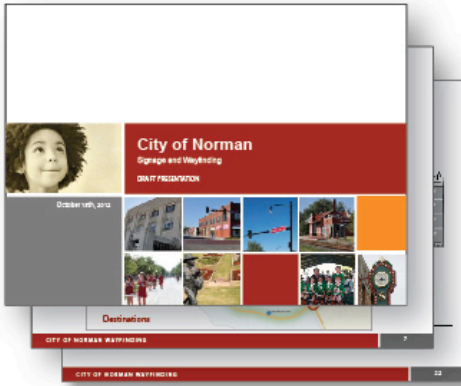 City of Norman
Signage and Wayfinding
DRAFT PRESENTATION
October 11th, 2012
Destinations
CITY OF NORMAN WAYFINDING 7
CITY OF NORMAN WAYFINDING 22